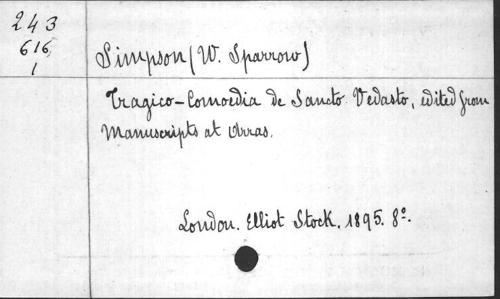 243
616
1
Simpson (W. Sparrow)
Tragico-Comoedia de Sancto Vedasto, edited from
Manuscripts at Arras.
London. Elliot Stock, 1895. 8º.